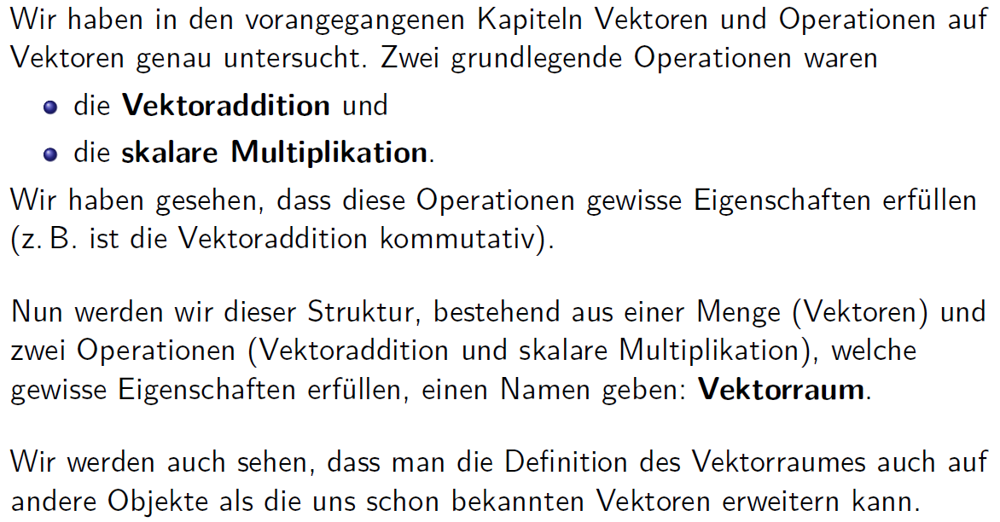 Wir haben in den vorangegangenen Kapiteln Vektoren und Operationen auf
Vektoren genau untersucht. Zwei grundlegende Operationen waren
die Vektoraddition und
die skalare Multiplikation.
Wir haben gesehen, dass diese Operationen gewisse Eigenschaften erfüllen
(z. B. ist die Vektoraddition kommutativ).
Nun werden wir dieser Struktur, bestehend aus einer Menge (Vektoren) und
zwei Operationen (Vektoraddition und skalare Multiplikation), welche
gewisse Eigenschaften erfüllen, einen Namen geben: Vektorraum.
Wir werden auch sehen, dass man die Definition des Vektorraumes auch auf
andere Objekte als die uns schon bekannten Vektoren erweitern kann.